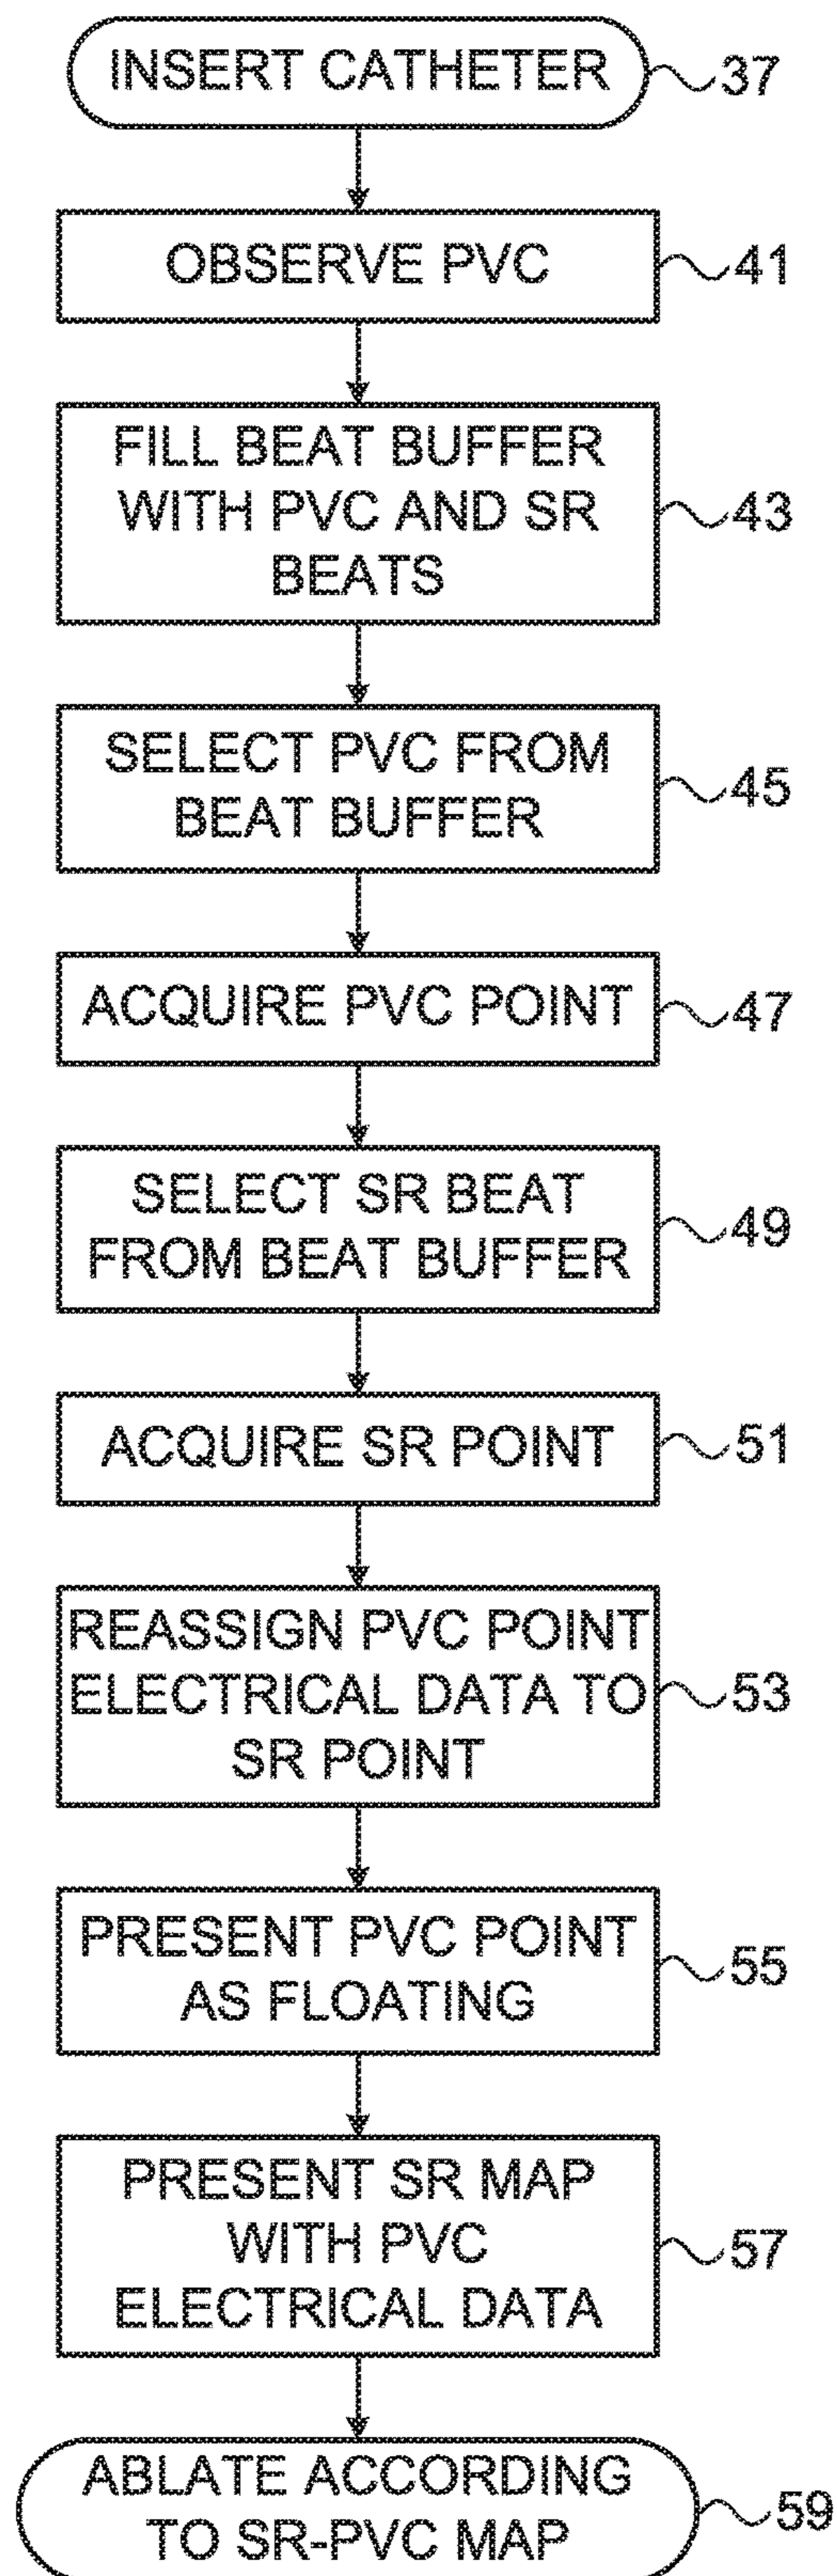 INSERT CATHETER
37
OBSERVE PVC
41
FILL BEAT BUFFER
WITH PVC AND SR
BEATS
43
SELECT PVC FROM
BEAT BUFFER
45
ACQUIRE PVC POINT
47
SELECT SR BEAT
FROM BEAT BUFFER
49
ACQUIRE SR POINT
51
REASSIGN PVC POINT
ELECTRICAL DATA TO
SR POINT
53
PRESENT PVC POINT
AS FLOATING
55
PRESENT SR MAP
WITH PVC
ELECTRICAL DATA
57
ABLATE ACCORDING
TO SR-PVC MAP
59